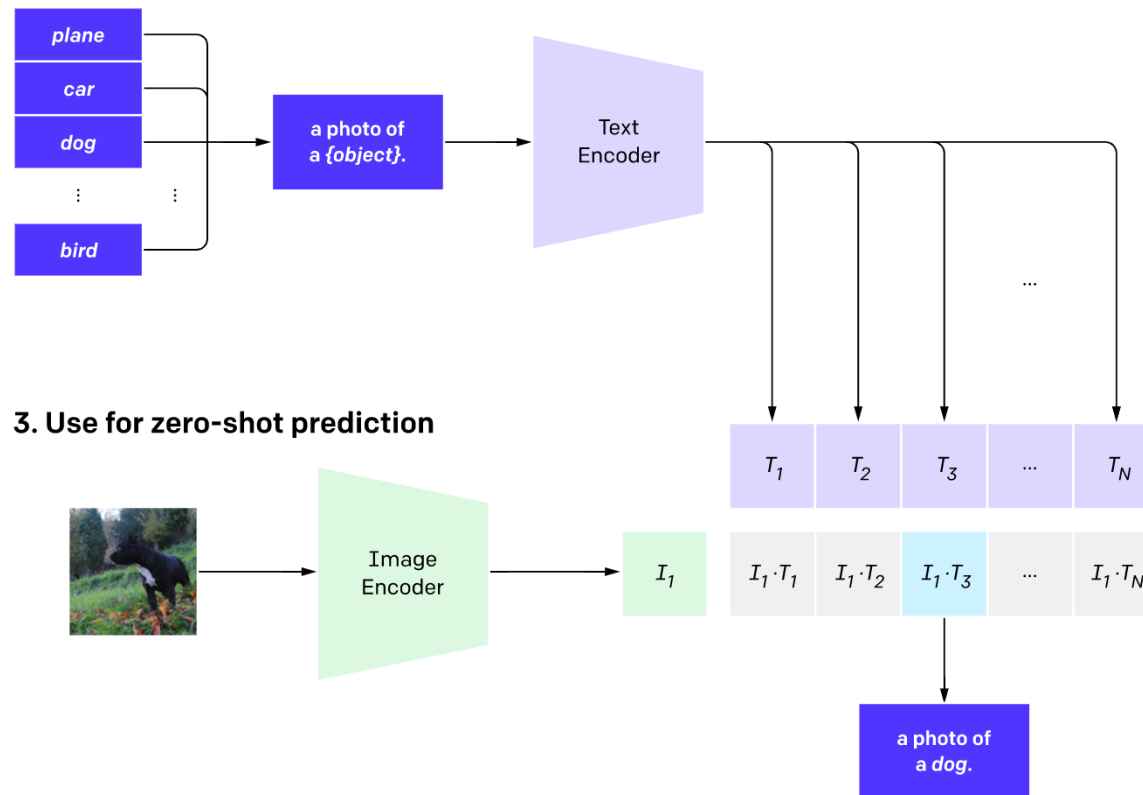 plane
car
dog
⋮ ⋮
bird
a photo of
a {object}.
Text
Encoder
...
3. Use for zero-shot prediction
T1 T2 T3 ... TN
Image
Encoder
I1
I1·T1 I1·T2 I1·T3 ... I1·TN
a photo of
a dog.